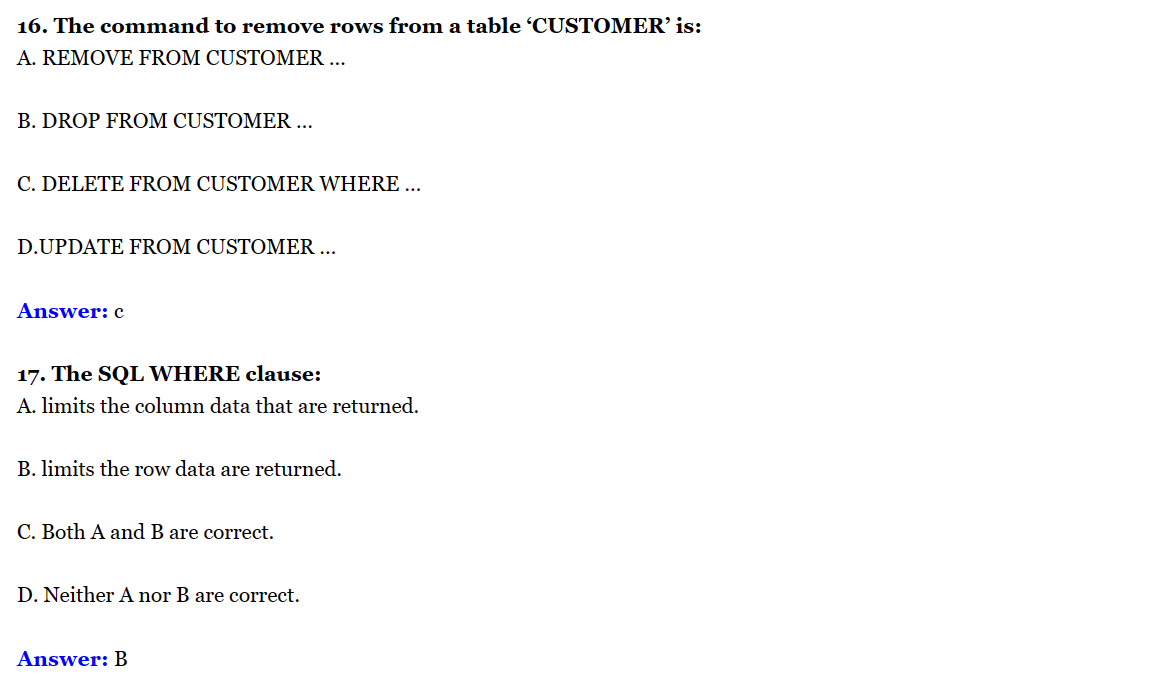 16. The command to remove rows from a table ‘CUSTOMER’ is:
A. REMOVE FROM CUSTOMER ...
B. DROP FROM CUSTOMER ...
C. DELETE FROM CUSTOMER WHERE ...
D.UPDATE FROM CUSTOMER ...
Answer: c
17. The SQL WHERE clause:
A. limits the column data that are returned.
B. limits the row data are returned.
C. Both A and B are correct.
D. Neither A nor B are correct.
Answer: B